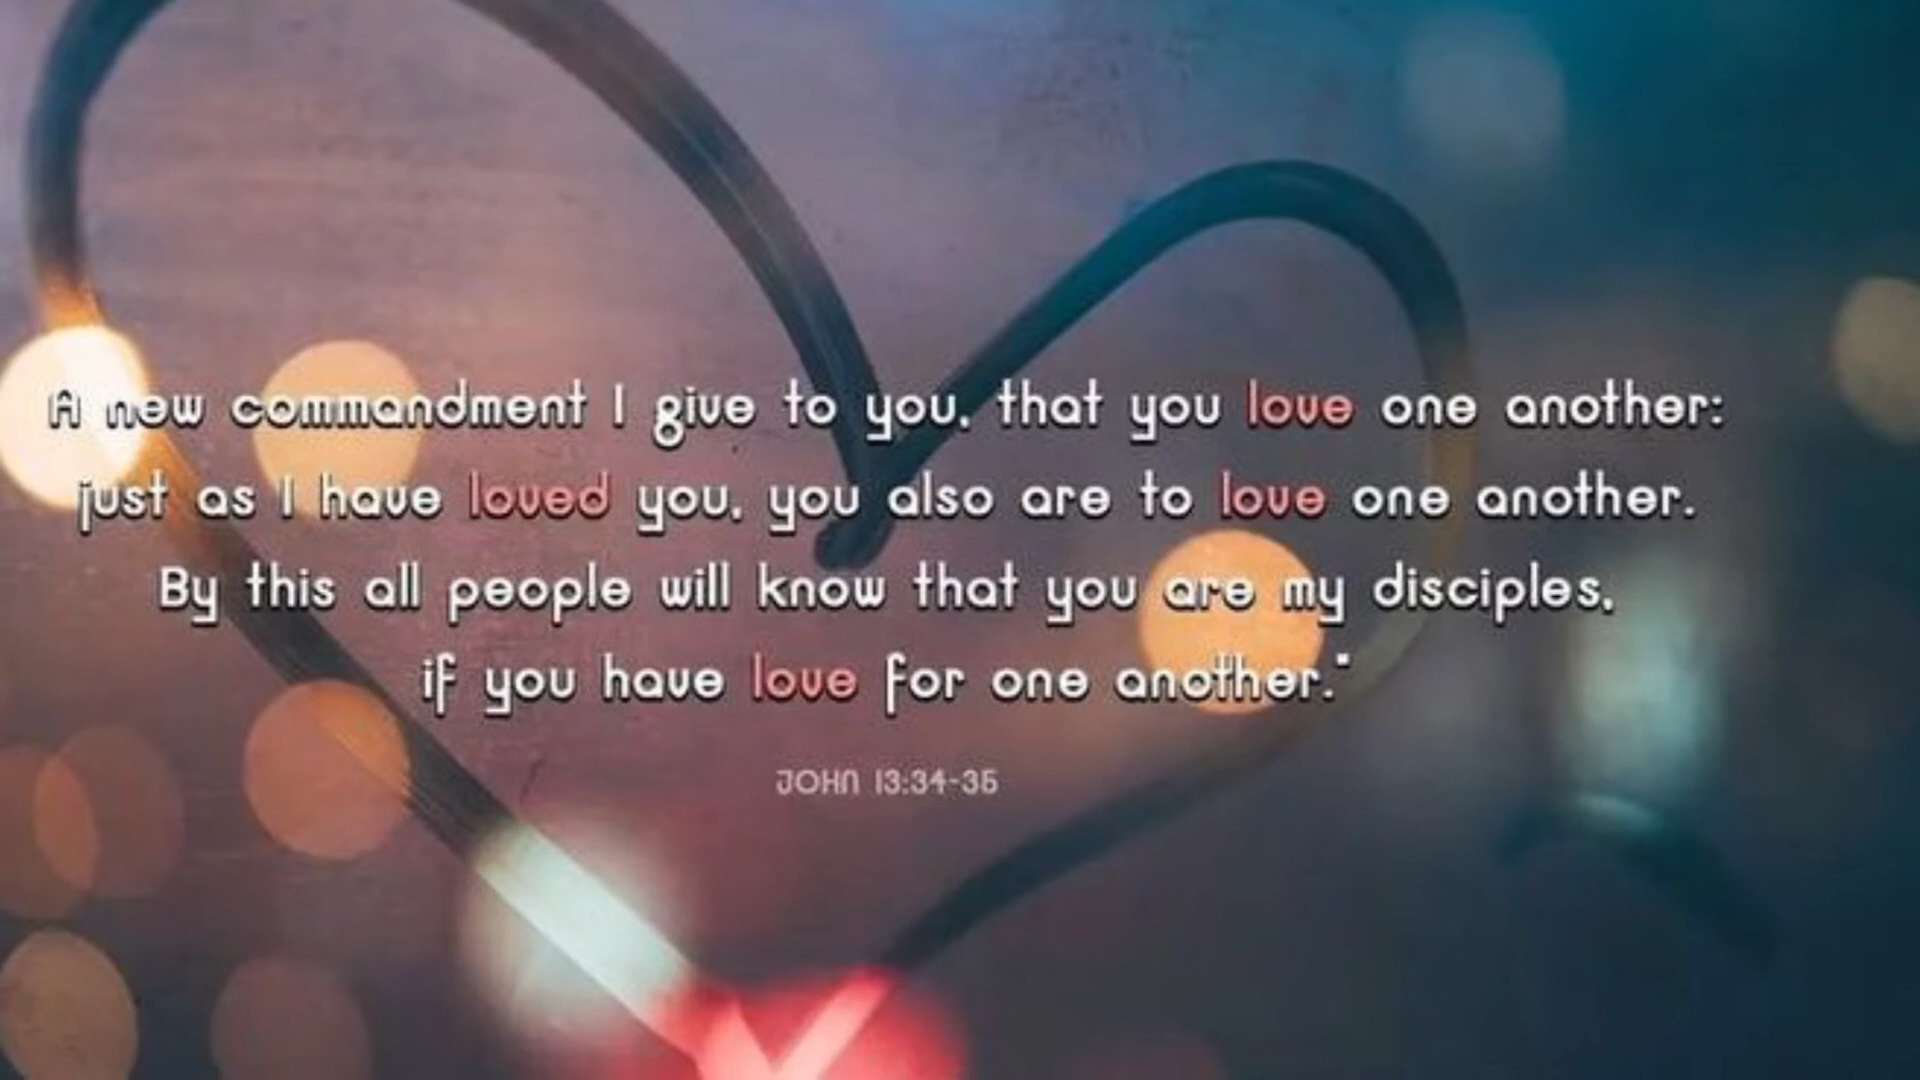 A new commandment I give to you, that you love one another:
just as I have loved you, you also are to love one another.
By this all people will know that you are my disciples,
if you have love for one another."
JOHN 13:34-35